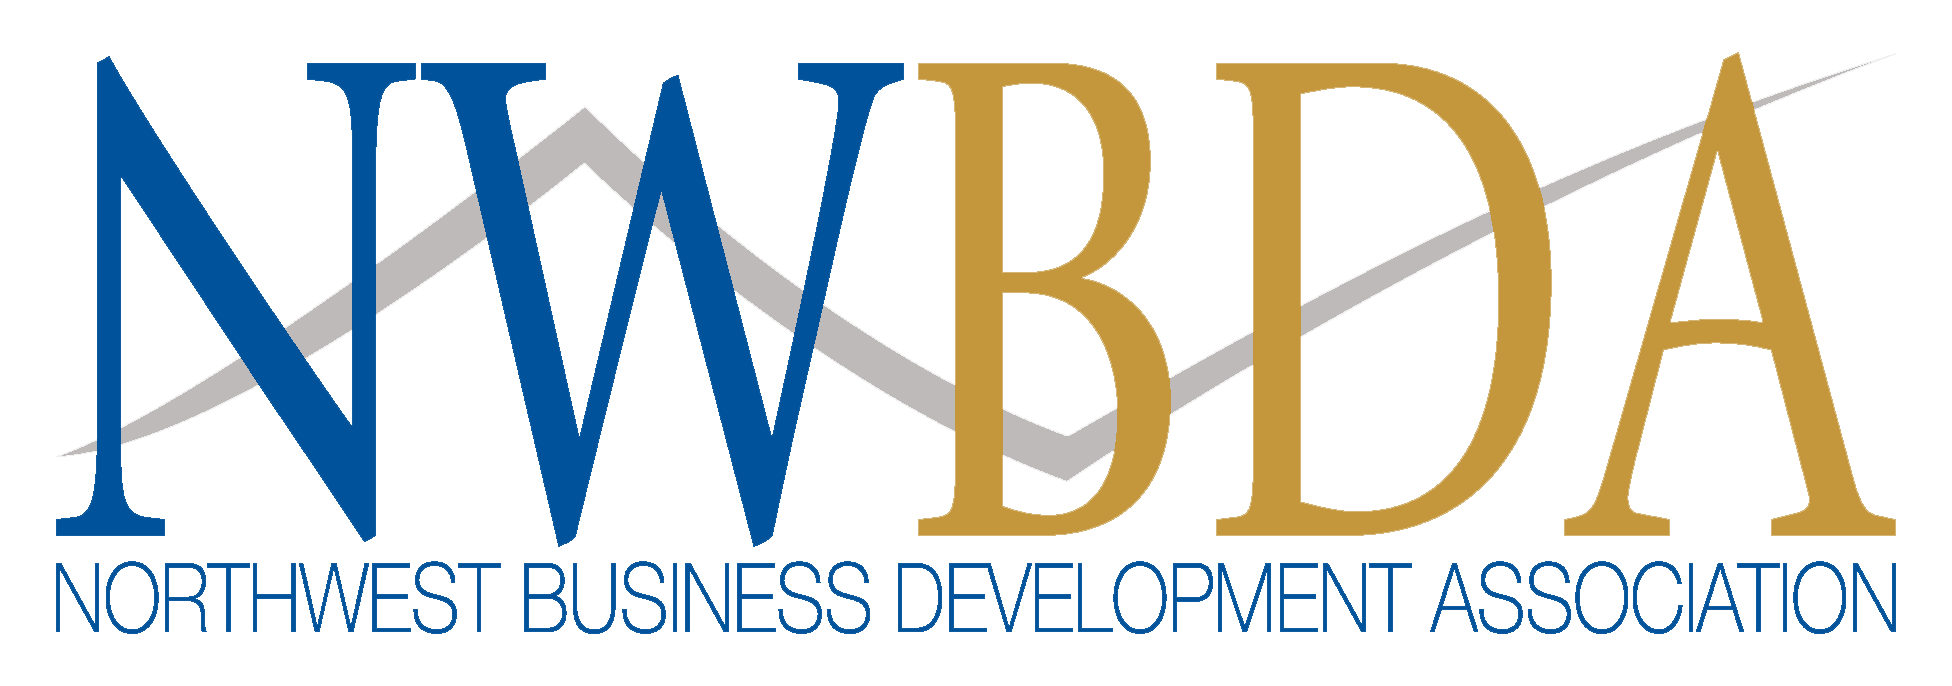 NWBDA
NORTHWEST BUSINESS DEVELOPMENT ASSOCIATION